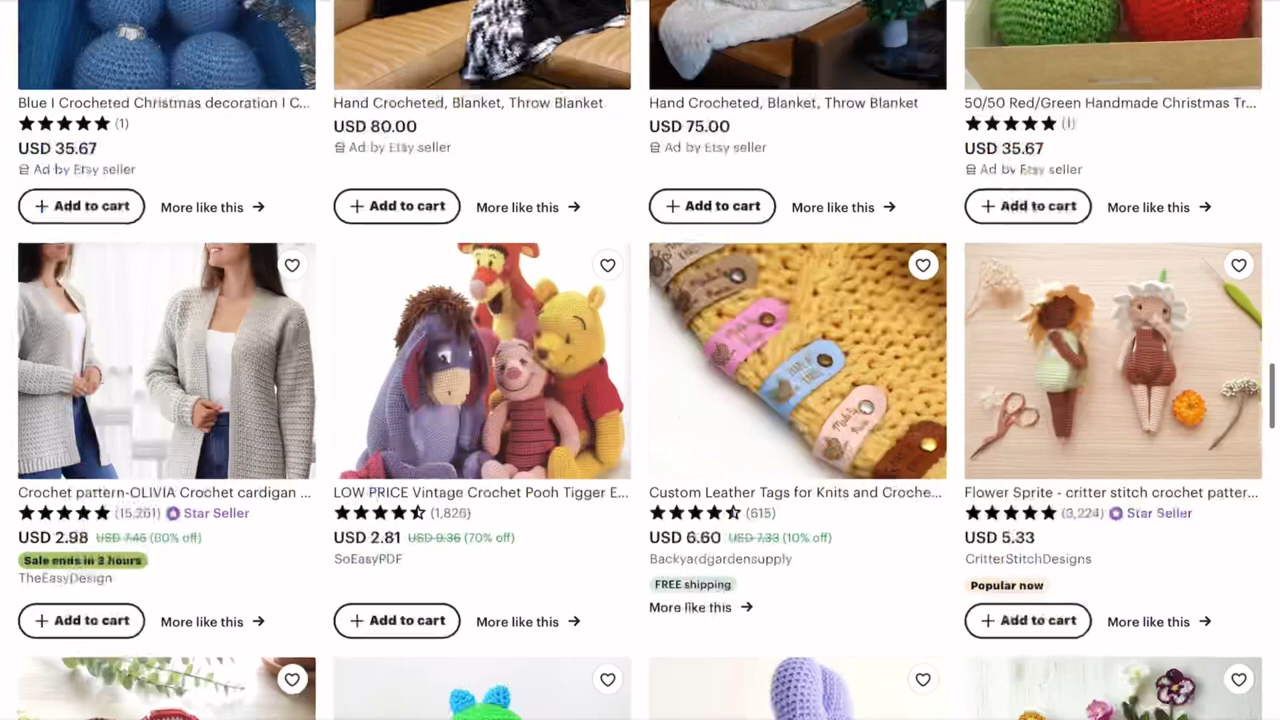 Blue I Crocheted Christmas decoration I C...
(1)
USD 35.67
Ad by Etsy seller
+ Add to cart
More like this →
Hand Crocheted, Blanket, Throw Blanket
USD 80.00
Ad by Etsy seller
+ Add to cart
More like this →
Hand Crocheted, Blanket, Throw Blanket
USD 75.00
Ad by Etsy seller
+ Add to cart
More like this →
50/50 Red/Green Handmade Christmas Tr...
(1)
USD 35.67
Ad by Etsy seller
+ Add to cart
More like this →
Crochet pattern-OLIVIA Crochet cardigan ...
(15,261) Star Seller
USD 2.98 USD 7.45 (60% off)
Sale ends in 3 hours
TheEasyDesign
+ Add to cart
More like this →
LOW PRICE Vintage Crochet Pooh Tigger E...
(1,826)
USD 2.81 USD 9.36 (70% off)
SoEasyPDF
+ Add to cart
More like this →
Custom Leather Tags for Knits and Croche...
(615)
USD 6.60 USD 7.33 (10% off)
Backyardgardensupply
FREE shipping
More like this →
Flower Sprite - critter stitch crochet patter...
(3,224) Star Seller
USD 5.33
CritterStitchDesigns
Popular now
+ Add to cart
More like this →